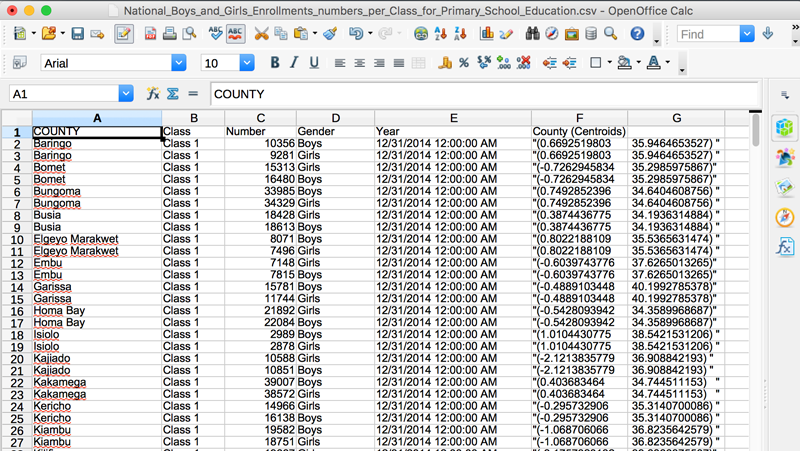 National_Boys_and_Girls_Enrollments_numbers_per_Class_for_Primary_School_Education.csv - OpenOffice Calc
Find
Arial 10 B I U
A1 COUNTY
A B C D E F G
1 COUNTY Class Number Gender Year County (Centroids)
2 Baringo Class 1 10356 Boys 12/31/2014 12:00:00 AM "(0.6692519803 35.9464653527) "
3 Baringo Class 1 9281 Girls 12/31/2014 12:00:00 AM "(0.6692519803 35.9464653527) "
4 Bomet Class 1 15313 Girls 12/31/2014 12:00:00 AM "(-0.7262945834 35.2985975867) "
5 Bomet Class 1 16480 Boys 12/31/2014 12:00:00 AM "(-0.7262945834 35.2985975867) "
6 Bungoma Class 1 33985 Boys 12/31/2014 12:00:00 AM "(0.7492852396 34.6404608756) "
7 Bungoma Class 1 34329 Girls 12/31/2014 12:00:00 AM "(0.7492852396 34.6404608756) "
8 Busia Class 1 18428 Girls 12/31/2014 12:00:00 AM "(0.3874436775 34.1936314884) "
9 Busia Class 1 18613 Boys 12/31/2014 12:00:00 AM "(0.3874436775 34.1936314884) "
10 Elgeyo Marakwet Class 1 8071 Boys 12/31/2014 12:00:00 AM "(0.8022188109 35.5365631474) "
11 Elgeyo Marakwet Class 1 7496 Girls 12/31/2014 12:00:00 AM "(0.8022188109 35.5365631474) "
12 Embu Class 1 7148 Girls 12/31/2014 12:00:00 AM "(-0.6039743776 37.6265013265) "
13 Embu Class 1 7815 Boys 12/31/2014 12:00:00 AM "(-0.6039743776 37.6265013265) "
14 Garissa Class 1 15781 Boys 12/31/2014 12:00:00 AM "(-0.4889103448 40.1992785378) "
15 Garissa Class 1 11744 Girls 12/31/2014 12:00:00 AM "(-0.4889103448 40.1992785378) "
16 Homa Bay Class 1 21892 Girls 12/31/2014 12:00:00 AM "(-0.5428093942 34.3589968687) "
17 Homa Bay Class 1 22084 Boys 12/31/2014 12:00:00 AM "(-0.5428093942 34.3589968687) "
18 Isiolo Class 1 2989 Boys 12/31/2014 12:00:00 AM "(1.0104430775 38.5421531206) "
19 Isiolo Class 1 2878 Girls 12/31/2014 12:00:00 AM "(1.0104430775 38.5421531206) "
20 Kajiado Class 1 10588 Girls 12/31/2014 12:00:00 AM "(-2.1213835779 36.908842193) "
21 Kajiado Class 1 10851 Boys 12/31/2014 12:00:00 AM "(-2.1213835779 36.908842193) "
22 Kakamega Class 1 39007 Boys 12/31/2014 12:00:00 AM "(0.403683464 34.744511153) "
23 Kakamega Class 1 38572 Girls 12/31/2014 12:00:00 AM "(0.403683464 34.744511153) "
24 Kericho Class 1 14966 Girls 12/31/2014 12:00:00 AM "(-0.295732906 35.3140700086) "
25 Kericho Class 1 16138 Boys 12/31/2014 12:00:00 AM "(-0.295732906 35.3140700086) "
26 Kiambu Class 1 19582 Boys 12/31/2014 12:00:00 AM "(-1.068706066 36.8235642579) "
27 Kiambu Class 1 18751 Girls 12/31/2014 12:00:00 AM "(-1.068706066 36.8235642579) "